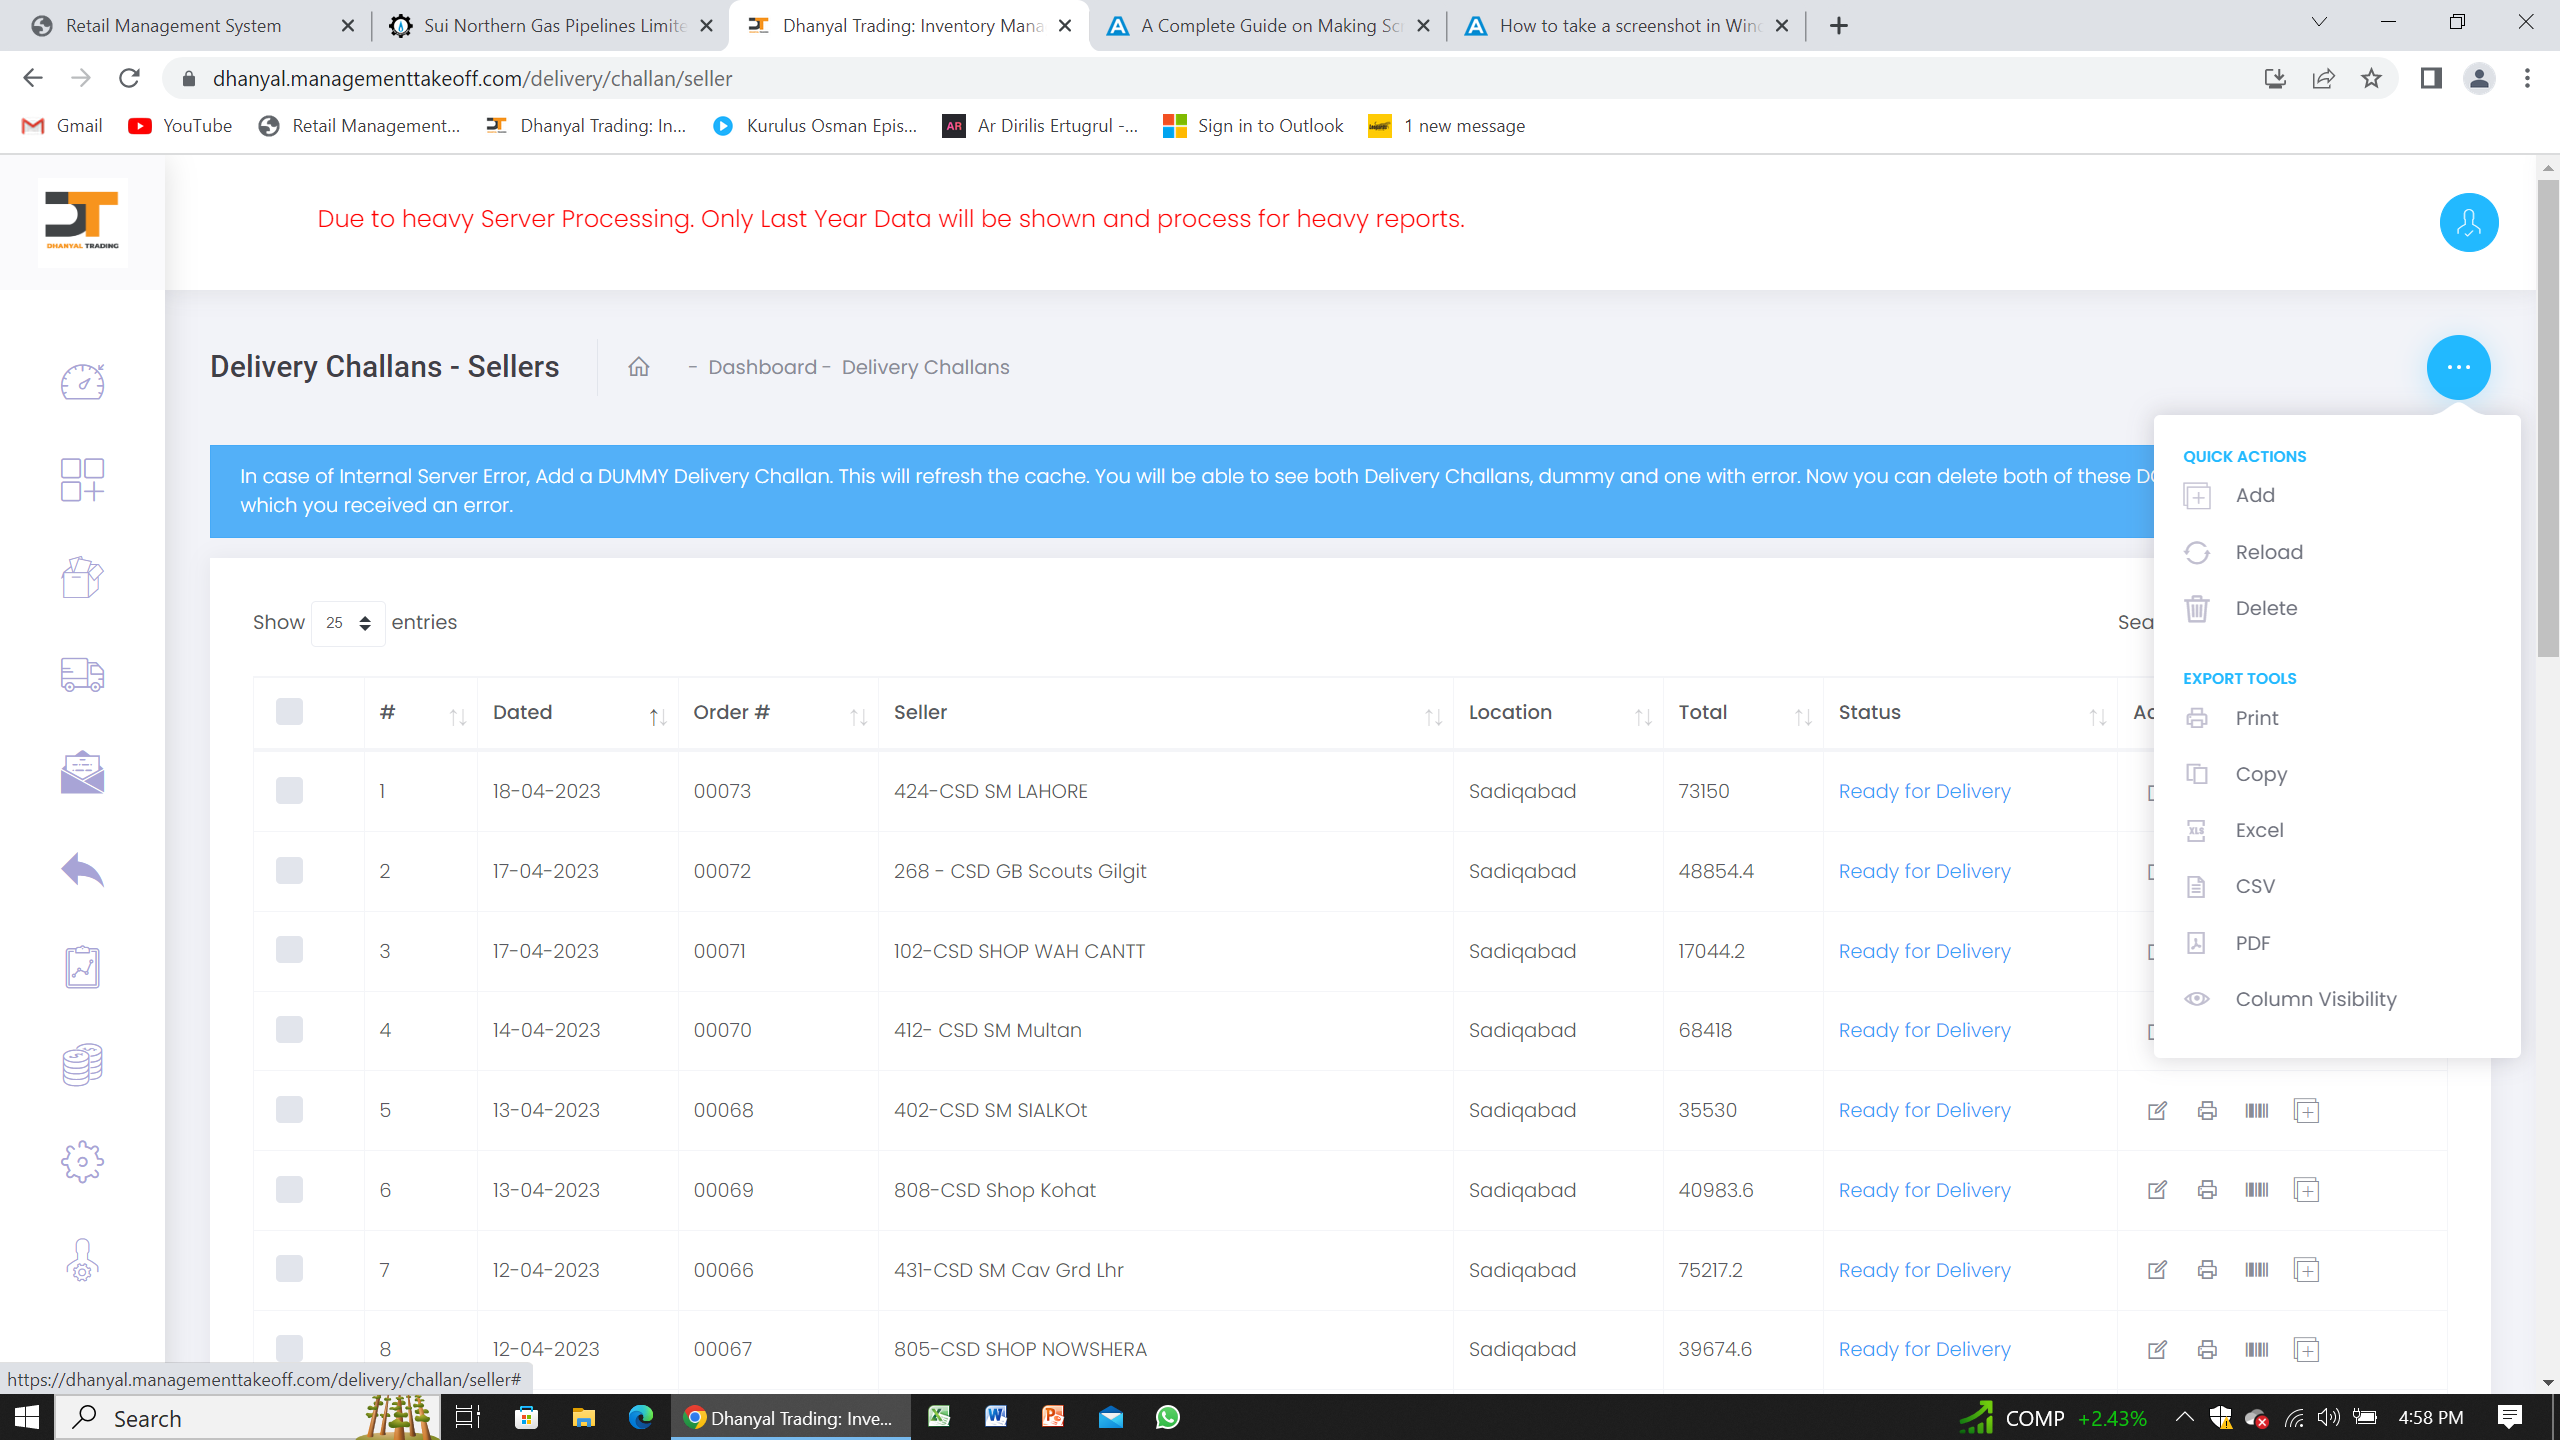 Retail Management System
Sui Northern Gas Pipelines Limite
Dhanyal Trading: Inventory Mana
A Complete Guide on Making Scr
How to take a screenshot in Wind
dhanyal.managementtakeoff.com/delivery/challan/seller
Gmail
YouTube
Retail Management...
Dhanyal Trading: In...
Kurulus Osman Epis...
AR
Ar Dirilis Ertugrul -...
Sign in to Outlook
1 new message
DHANYAL TRADING
Due to heavy Server Processing. Only Last Year Data will be shown and process for heavy reports.
Delivery Challans - Sellers
- Dashboard - Delivery Challans
In case of Internal Server Error, Add a DUMMY Delivery Challan. This will refresh the cache. You will be able to see both Delivery Challans, dummy and one with error. Now you can delete both of these D
which you received an error.
QUICK ACTIONS
Add
Reload
Delete
EXPORT TOOLS
Print
Copy
XLS Excel
CSV
PDF
Column Visibility
Show 25 entries
Sea
# Dated Order # Seller Location Total Status Ac
1 18-04-2023 00073 424-CSD SM LAHORE Sadiqabad 73150 Ready for Delivery
2 17-04-2023 00072 268 - CSD GB Scouts Gilgit Sadiqabad 48854.4 Ready for Delivery
3 17-04-2023 00071 102-CSD SHOP WAH CANTT Sadiqabad 17044.2 Ready for Delivery
4 14-04-2023 00070 412- CSD SM Multan Sadiqabad 68418 Ready for Delivery
5 13-04-2023 00068 402-CSD SM SIALKOt Sadiqabad 35530 Ready for Delivery
6 13-04-2023 00069 808-CSD Shop Kohat Sadiqabad 40983.6 Ready for Delivery
7 12-04-2023 00066 431-CSD SM Cav Grd Lhr Sadiqabad 75217.2 Ready for Delivery
8 12-04-2023 00067 805-CSD SHOP NOWSHERA Sadiqabad 39674.6 Ready for Delivery
https://dhanyal.managementtakeoff.com/delivery/challan/seller#
Search
Dhanyal Trading: Inve...
COMP +2.43%
4:58 PM